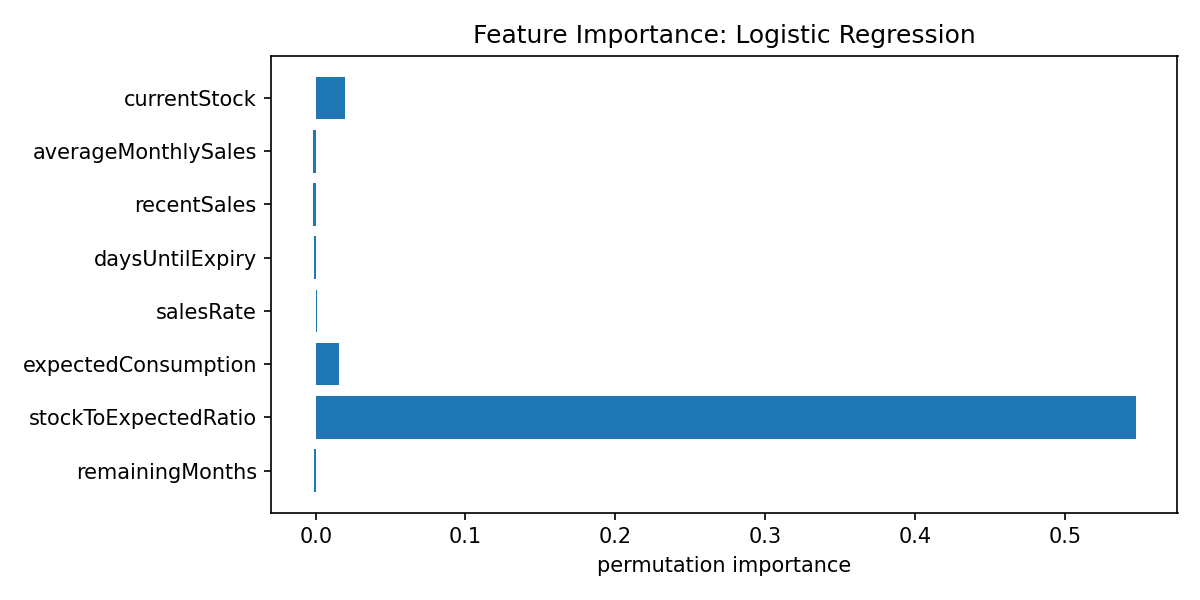 Feature Importance: Logistic Regression
currentStock
averageMonthlySales
recentSales
daysUntilExpiry
salesRate
expectedConsumption
stockToExpectedRatio
remainingMonths
0.0 0.1 0.2 0.3 0.4 0.5
permutation importance